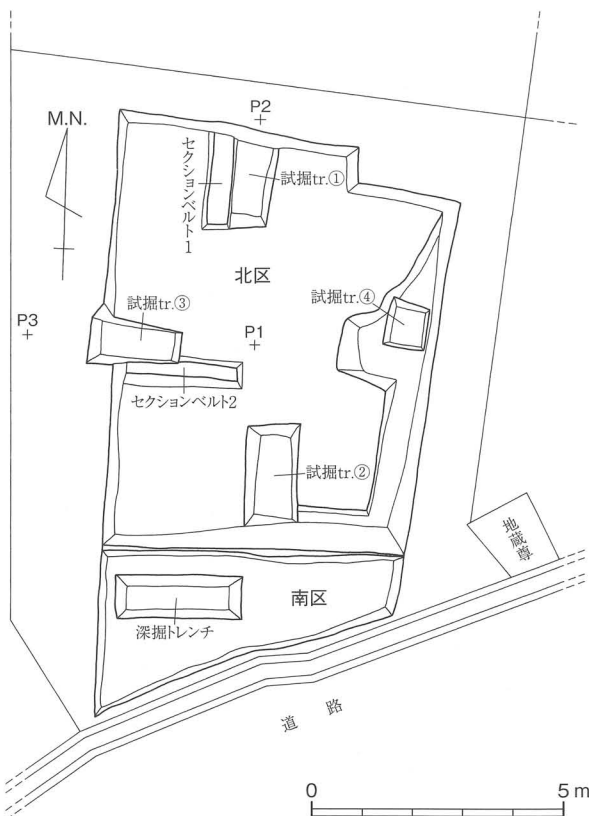 M.N.
P2
セクションベルト1
試掘tr.①
北区
試掘tr.③
試掘tr.④
P3
P1
セクションベルト2
試掘tr.②
地蔵尊
南区
深掘トレンチ
道路
0 5m